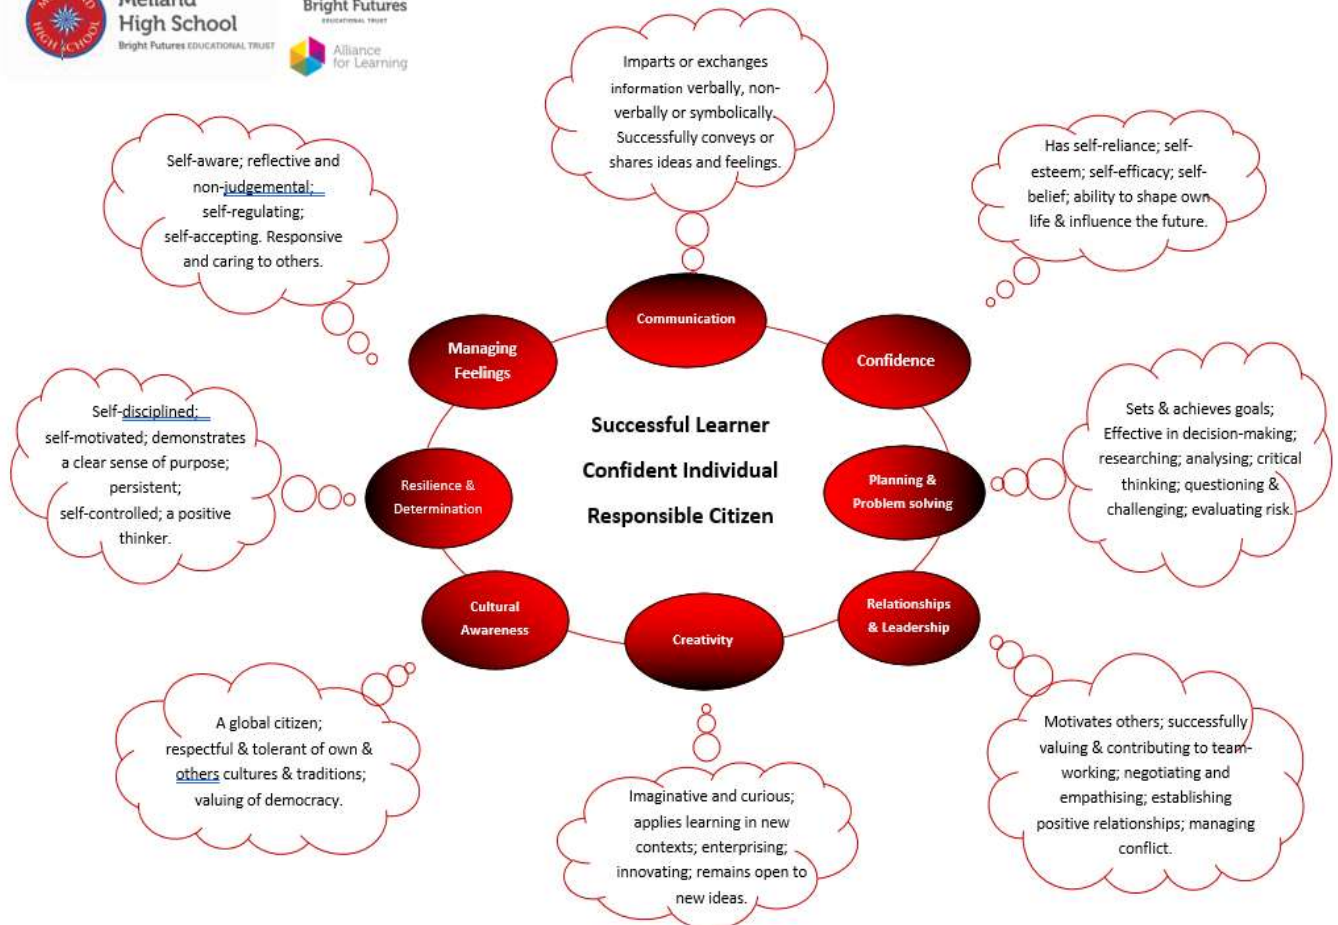 Melland
High School
Bright Futures EDUCATIONAL TRUST
HIGH SCHOOL
Bright Futures
EDUCATIONAL TRUST
Alliance
for Learning
Imparts or exchanges
information verbally, non-
verbally or symbolically.
Successfully conveys or
shares ideas and feelings.
Self-aware; reflective and
non-judgemental;
self-regulating;
self-accepting. Responsive
and caring to others.
Has self-reliance; self-
esteem; self-efficacy; self-
belief; ability to shape own
life & influence the future.
Communication
Managing
Feelings
Confidence
Self-disciplined;
self-motivated; demonstrates
a clear sense of purpose;
persistent;
self-controlled; a positive
thinker.
Successful Learner
Confident Individual
Responsible Citizen
Sets & achieves goals;
Effective in decision-making;
researching; analysing; critical
thinking; questioning &
challenging; evaluating risk.
Resilience &
Determination
Planning &
Problem solving
Cultural
Awareness
Creativity
Relationships
& Leadership
A global citizen;
respectful & tolerant of own &
others cultures & traditions;
valuing of democracy.
Imaginative and curious;
applies learning in new
contexts; enterprising;
innovating; remains open to
new ideas.
Motivates others; successfully
valuing & contributing to team-
working; negotiating and
empathising; establishing
positive relationships; managing
conflict.